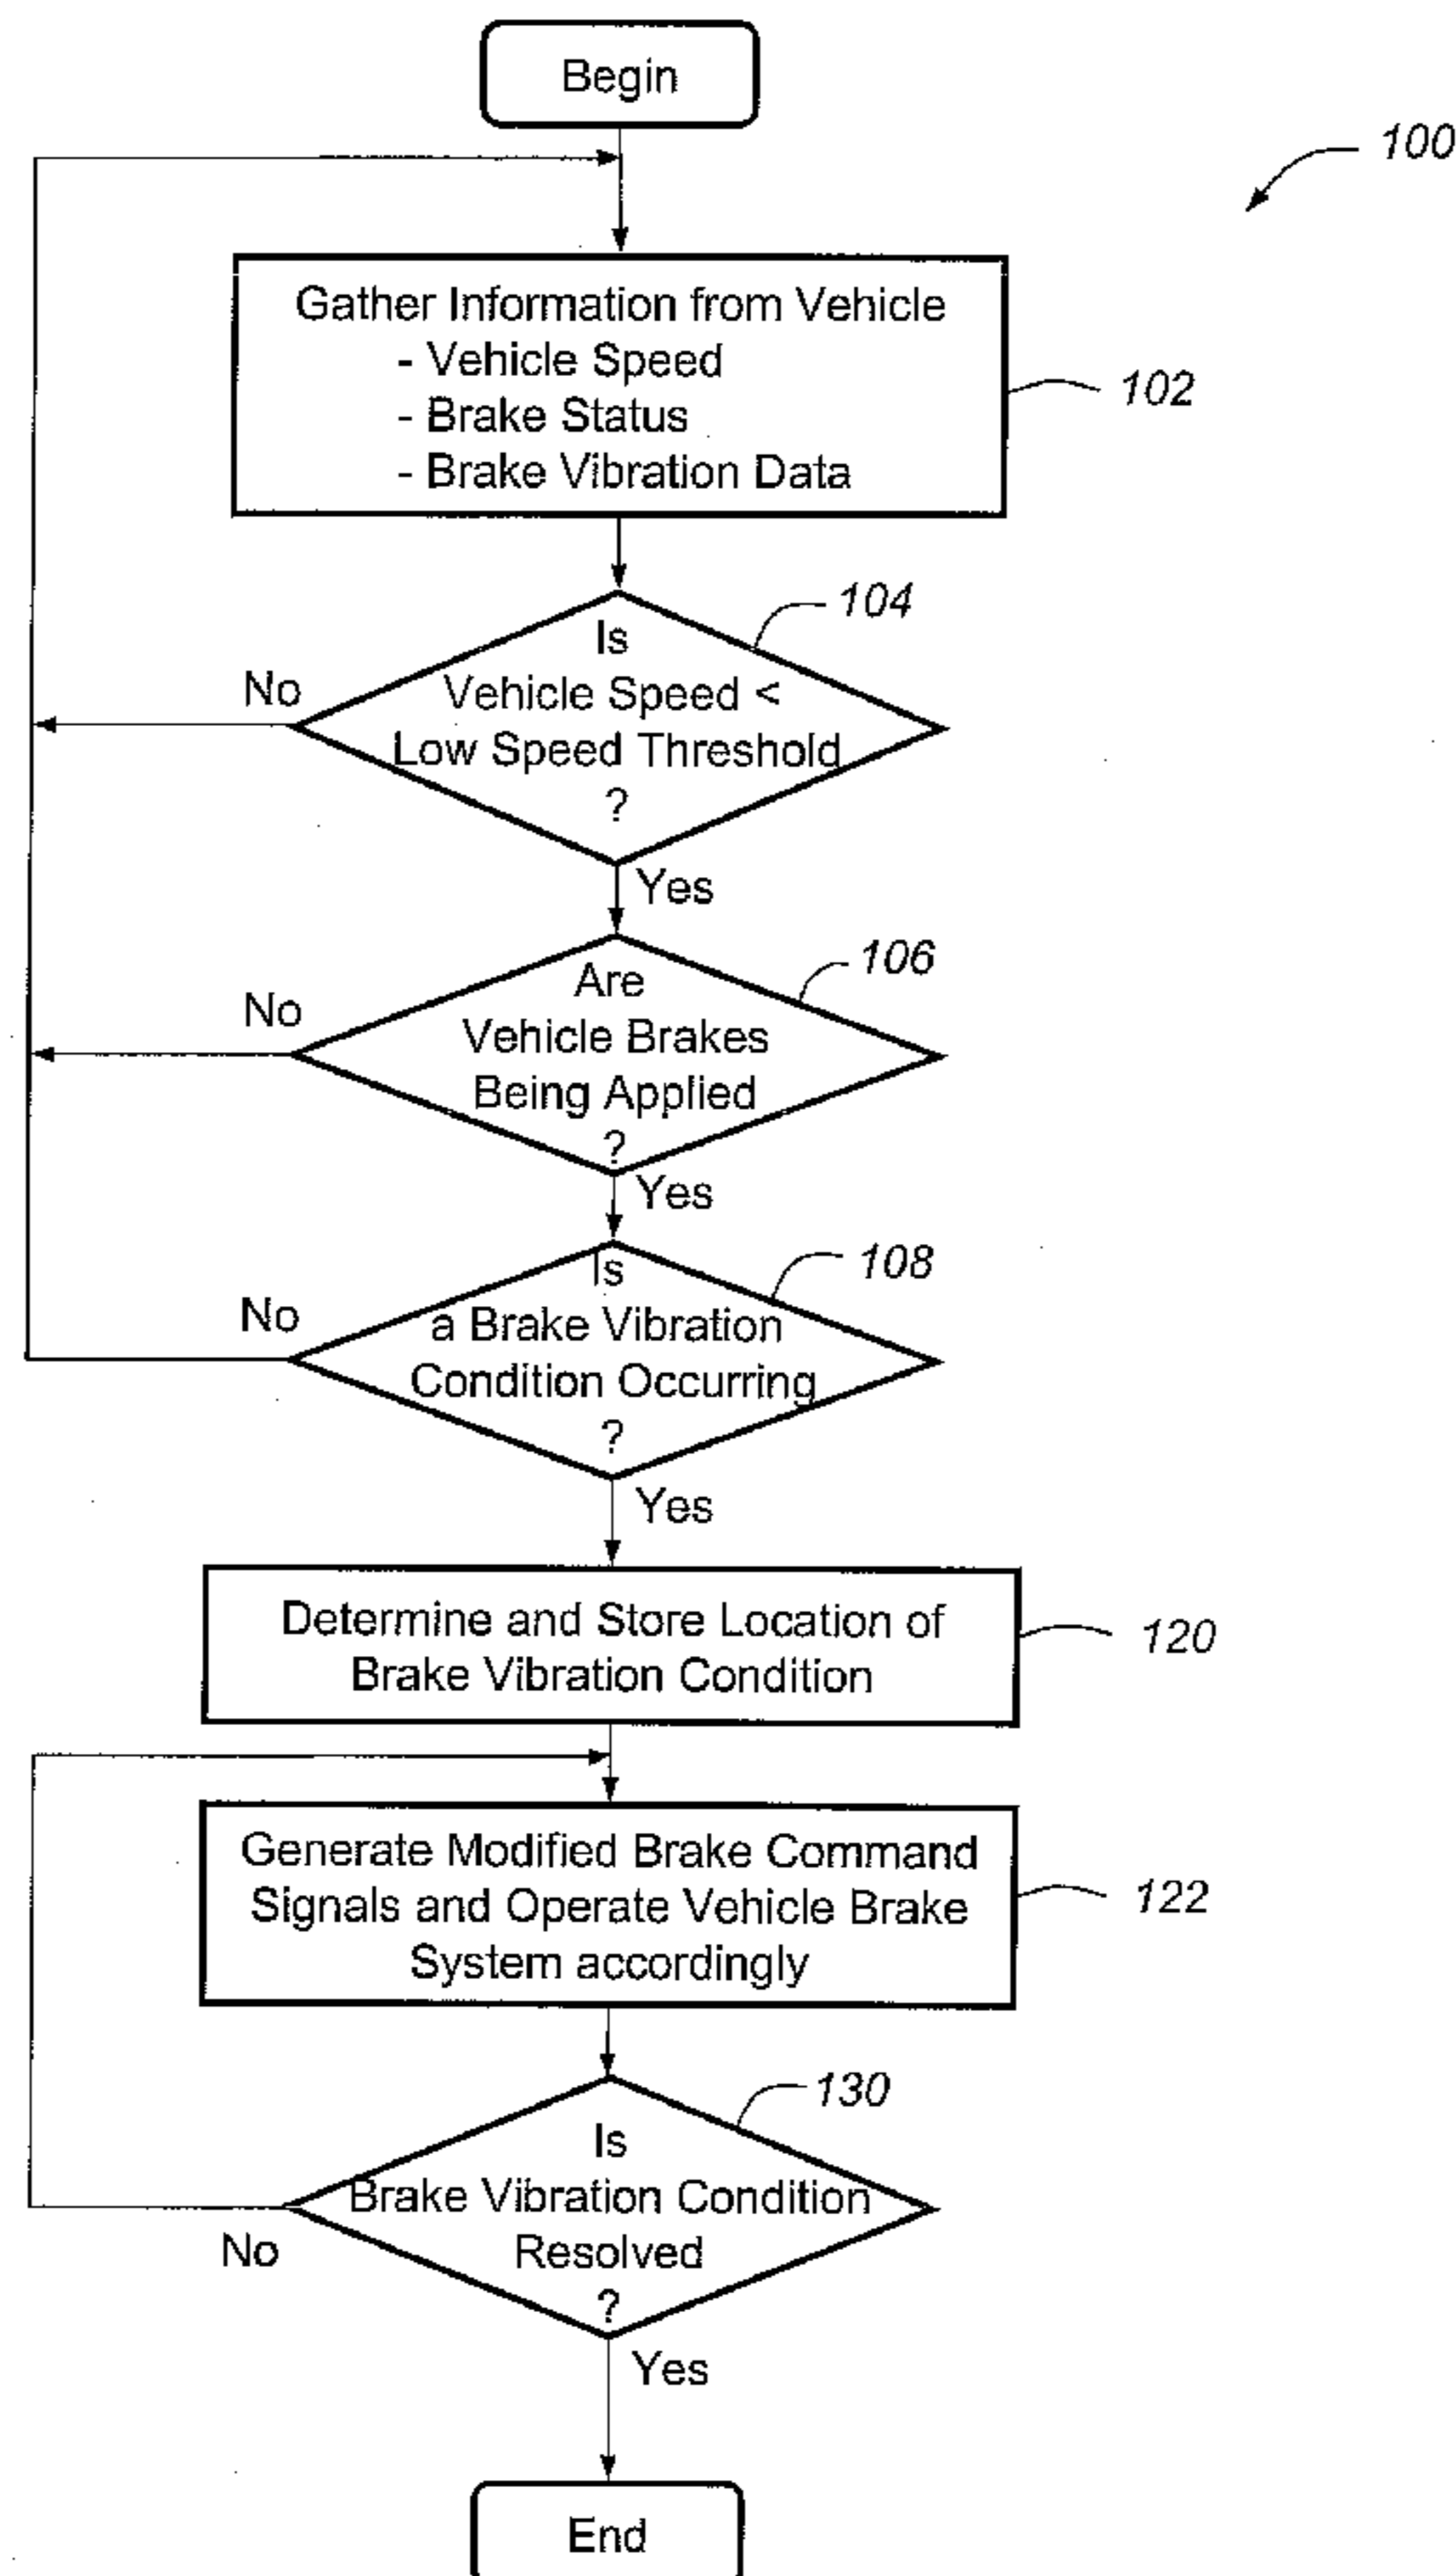 Begin
100
Gather Information from Vehicle
- Vehicle Speed
- Brake Status
- Brake Vibration Data
102
104
Is
Vehicle Speed <
Low Speed Threshold
?
No
Yes
106
Are
Vehicle Brakes
Being Applied
?
No
Yes
108
Is
a Brake Vibration
Condition Occurring
?
No
Yes
Determine and Store Location of
Brake Vibration Condition
120
Generate Modified Brake Command
Signals and Operate Vehicle Brake
System accordingly
122
130
Is
Brake Vibration Condition
Resolved
?
No
Yes
End